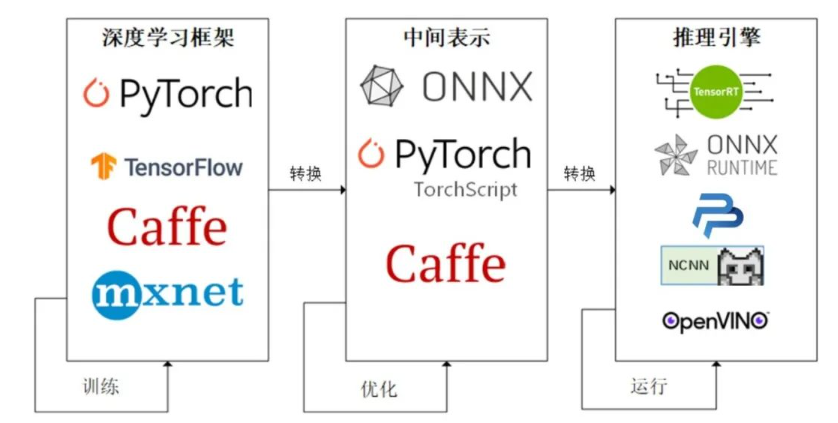 深度学习框架
PyTorch
TensorFlow
Caffe
mxnet
训练
转换
中间表示
ONNX
PyTorch
TorchScript
Caffe
优化
转换
推理引擎
TensorRT
ONNX
RUNTIME
NCNN
OpenVINO
运行